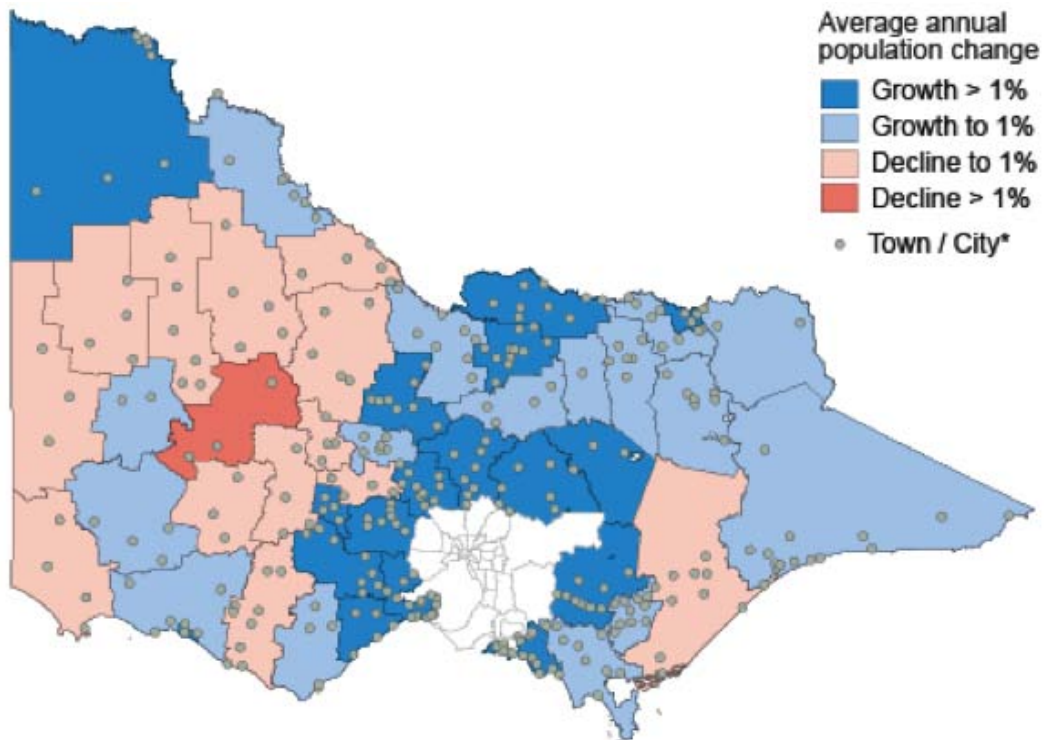 Average annual
population change
Growth > 1%
Growth to 1%
Decline to 1%
Decline > 1%
Town / City*